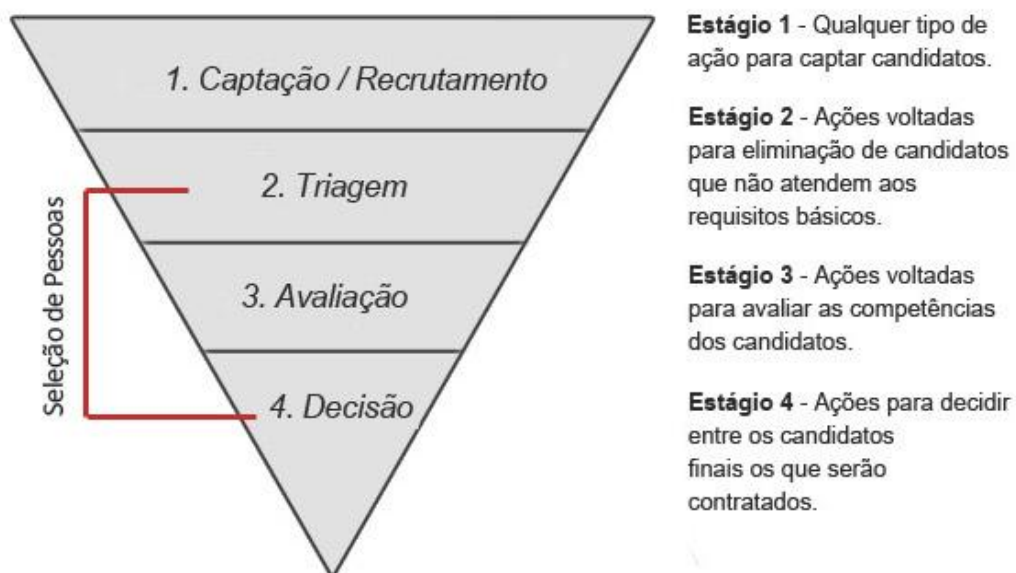 1. Captação / Recrutamento
2. Triagem
3. Avaliação
4. Decisão
Seleção de Pessoas
Estágio 1 - Qualquer tipo de
ação para captar candidatos.
Estágio 2 - Ações voltadas
para eliminação de candidatos
que não atendem aos
requisitos básicos.
Estágio 3 - Ações voltadas
para avaliar as competências
dos candidatos.
Estágio 4 - Ações para decidir
entre os candidatos
finais os que serão
contratados.